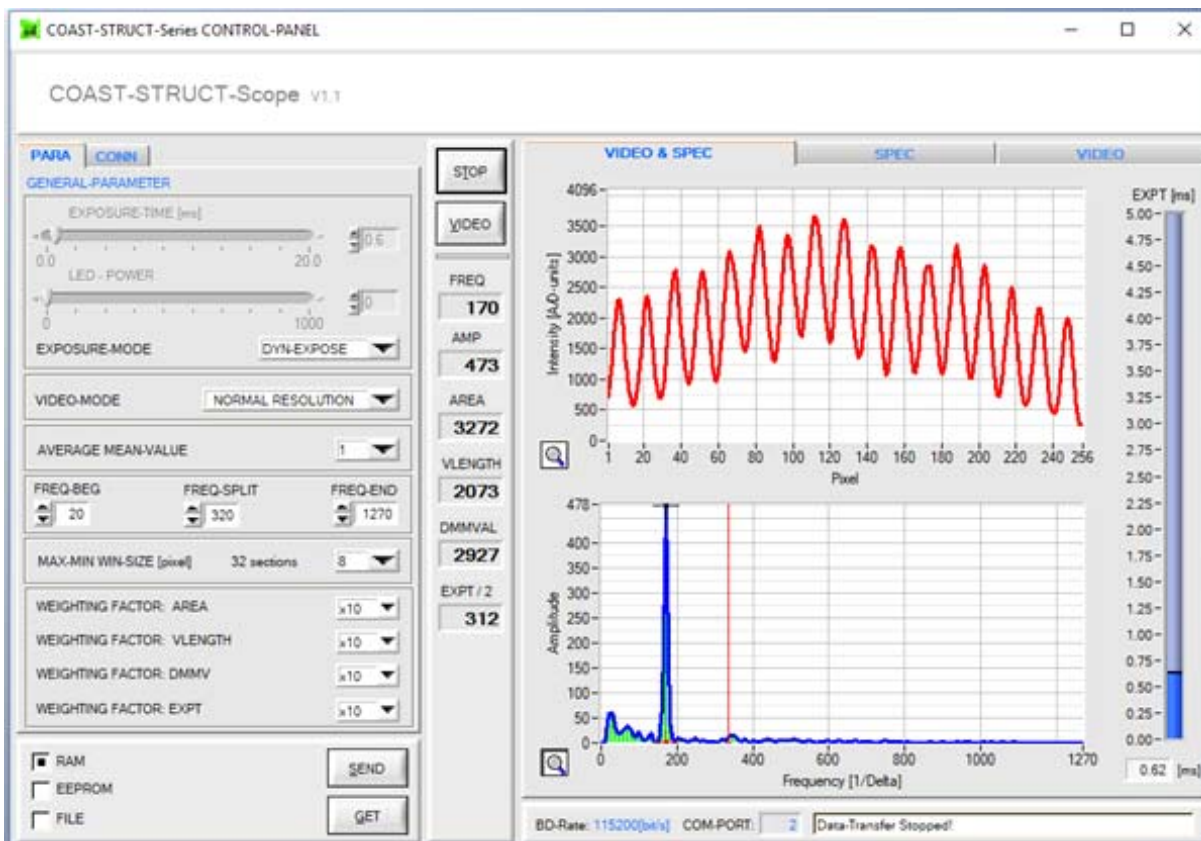 COAST-STRUCT-Series CONTROL-PANEL
COAST-STRUCT-Scope V1.1
PARA CONN
GENERAL-PARAMETER
EXPOSURE-TIME [ms]
0.6
0.0 20.0
LED - POWER
0
0 1000
EXPOSURE-MODE DYN-EXPOSE
VIDEO-MODE NORMAL RESOLUTION
AVERAGE MEAN-VALUE 1
FREQ-BEG FREQ-SPLIT FREQ-END
20 320 1270
MAX-MIN WIN-SIZE [pixel] 32 sections 8
WEIGHTING FACTOR: AREA x10
WEIGHTING FACTOR: VLENGTH x10
WEIGHTING FACTOR: DMMV x10
WEIGHTING FACTOR: EXPT x10
RAM
EEPROM
FILE
SEND
GET
STOP
VIDEO
FREQ
170
AMP
473
AREA
3272
VLENGTH
2073
DMMVAL
2927
EXPT / 2
312
VIDEO & SPEC SPEC VIDEO
4096
3500
3000
2500
2000
1500
1000
500
0
Intensity [A/D-units]
1 20 40 60 80 100 120 140 160 180 200 220 240 256
Pixel
478
400
350
300
250
200
150
100
50
0
Amplitude
0 200 400 600 800 1000 1270
Frequency [1/Delta]
EXPT [ms]
5.00
4.75
4.50
4.25
4.00
3.75
3.50
3.25
3.00
2.75
2.50
2.25
2.00
1.75
1.50
1.25
1.00
0.75
0.50
0.25
0.00
0.62 [ms]
BD-Rate: 115200[bit/s] COM-PORT: 2 Data-Transfer Stopped!